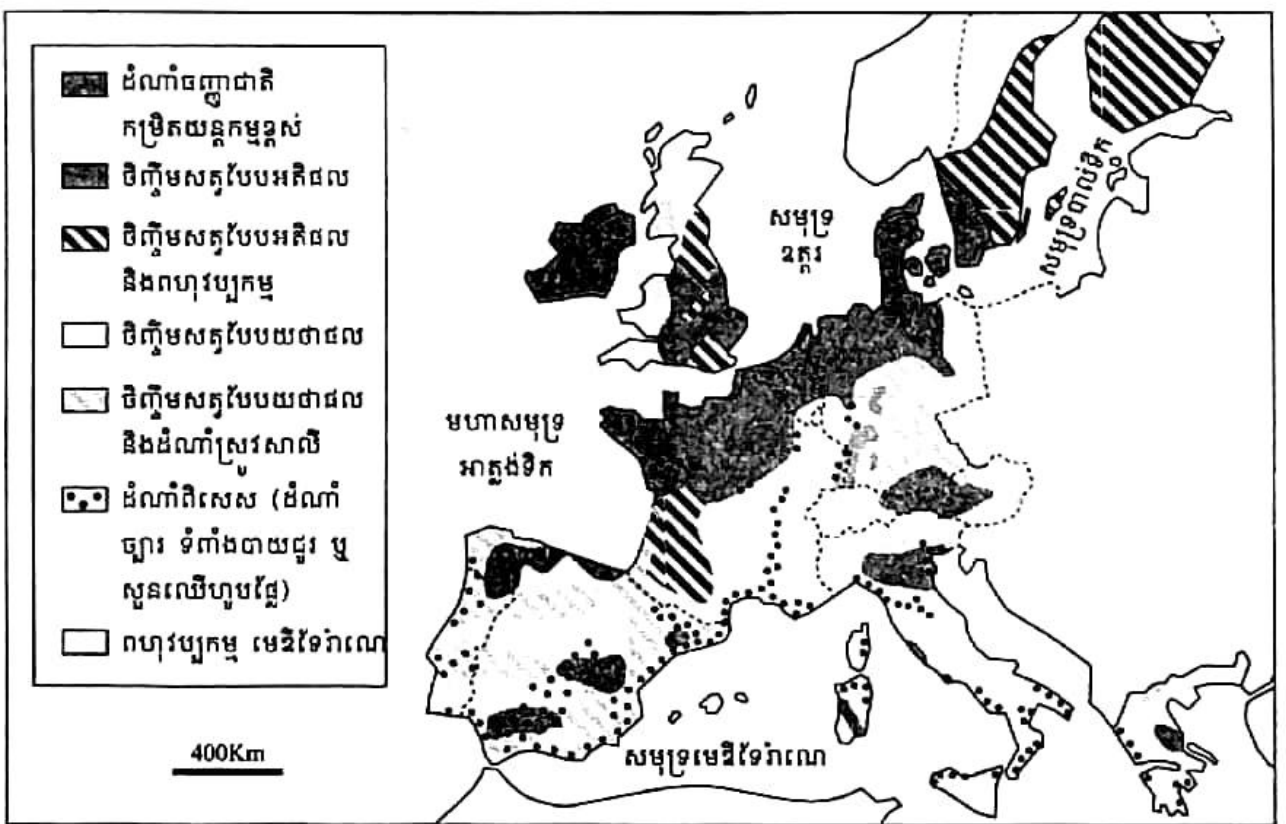 ដំណាំធញ្ញជាតិ
កម្រិតយន្តកម្មខ្ពស់
ចិញ្ចឹមសត្វបែបអតិផល
ចិញ្ចឹមសត្វបែបអតិផល
និងពហុវប្បកម្ម
ចិញ្ចឹមសត្វបែបយថាផល
ចិញ្ចឹមសត្វបែបយថាផល
និងដំណាំស្រូវសាលី
ដំណាំពិសេស (ដំណាំ
ច្បារ ទំពាំងបាយជូរ ឬ
សួនឈើហូបផ្លែ)
ពហុវប្បកម្ម មេឌីទែរ៉ាណេ
400Km
សមុទ្រ
ឧត្តរ
សមុទ្របាល់ទិក
មហាសមុទ្រ
អាត្លង់ទិក
សមុទ្រមេឌីទែរ៉ាណេ